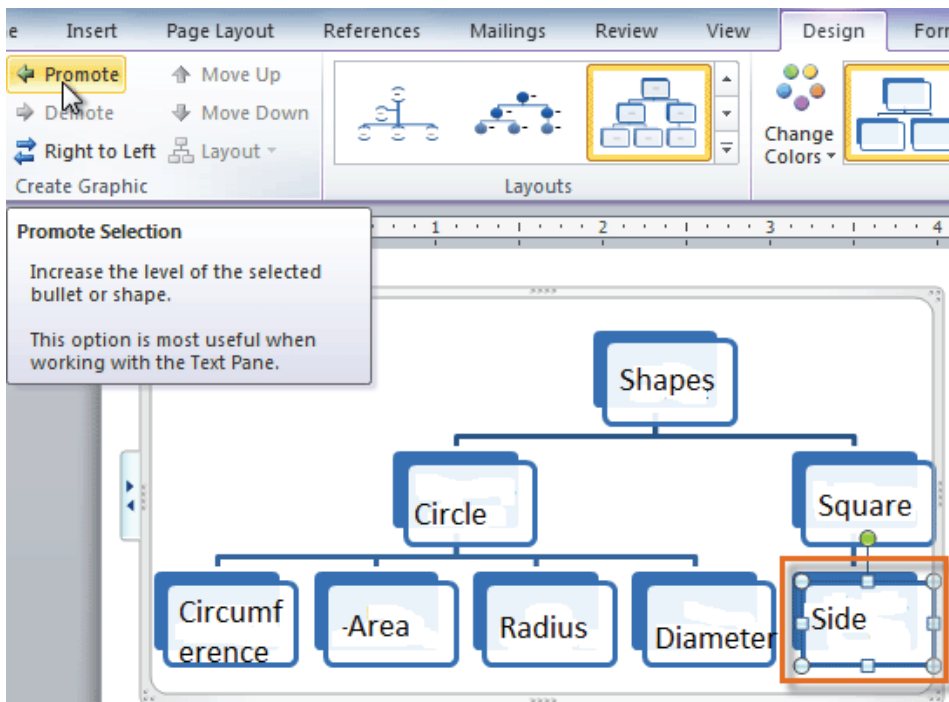 e Insert Page Layout References Mailings Review View Design Forr
Promote Move Up
Demote Move Down
Right to Left Layout
Create Graphic
Layouts
Change
Colors
Promote Selection
Increase the level of the selected
bullet or shape.
This option is most useful when
working with the Text Pane.
1 2 3 4
Shapes
Circle
Square
Circumf
erence
-Area
Radius
Diameter
Side